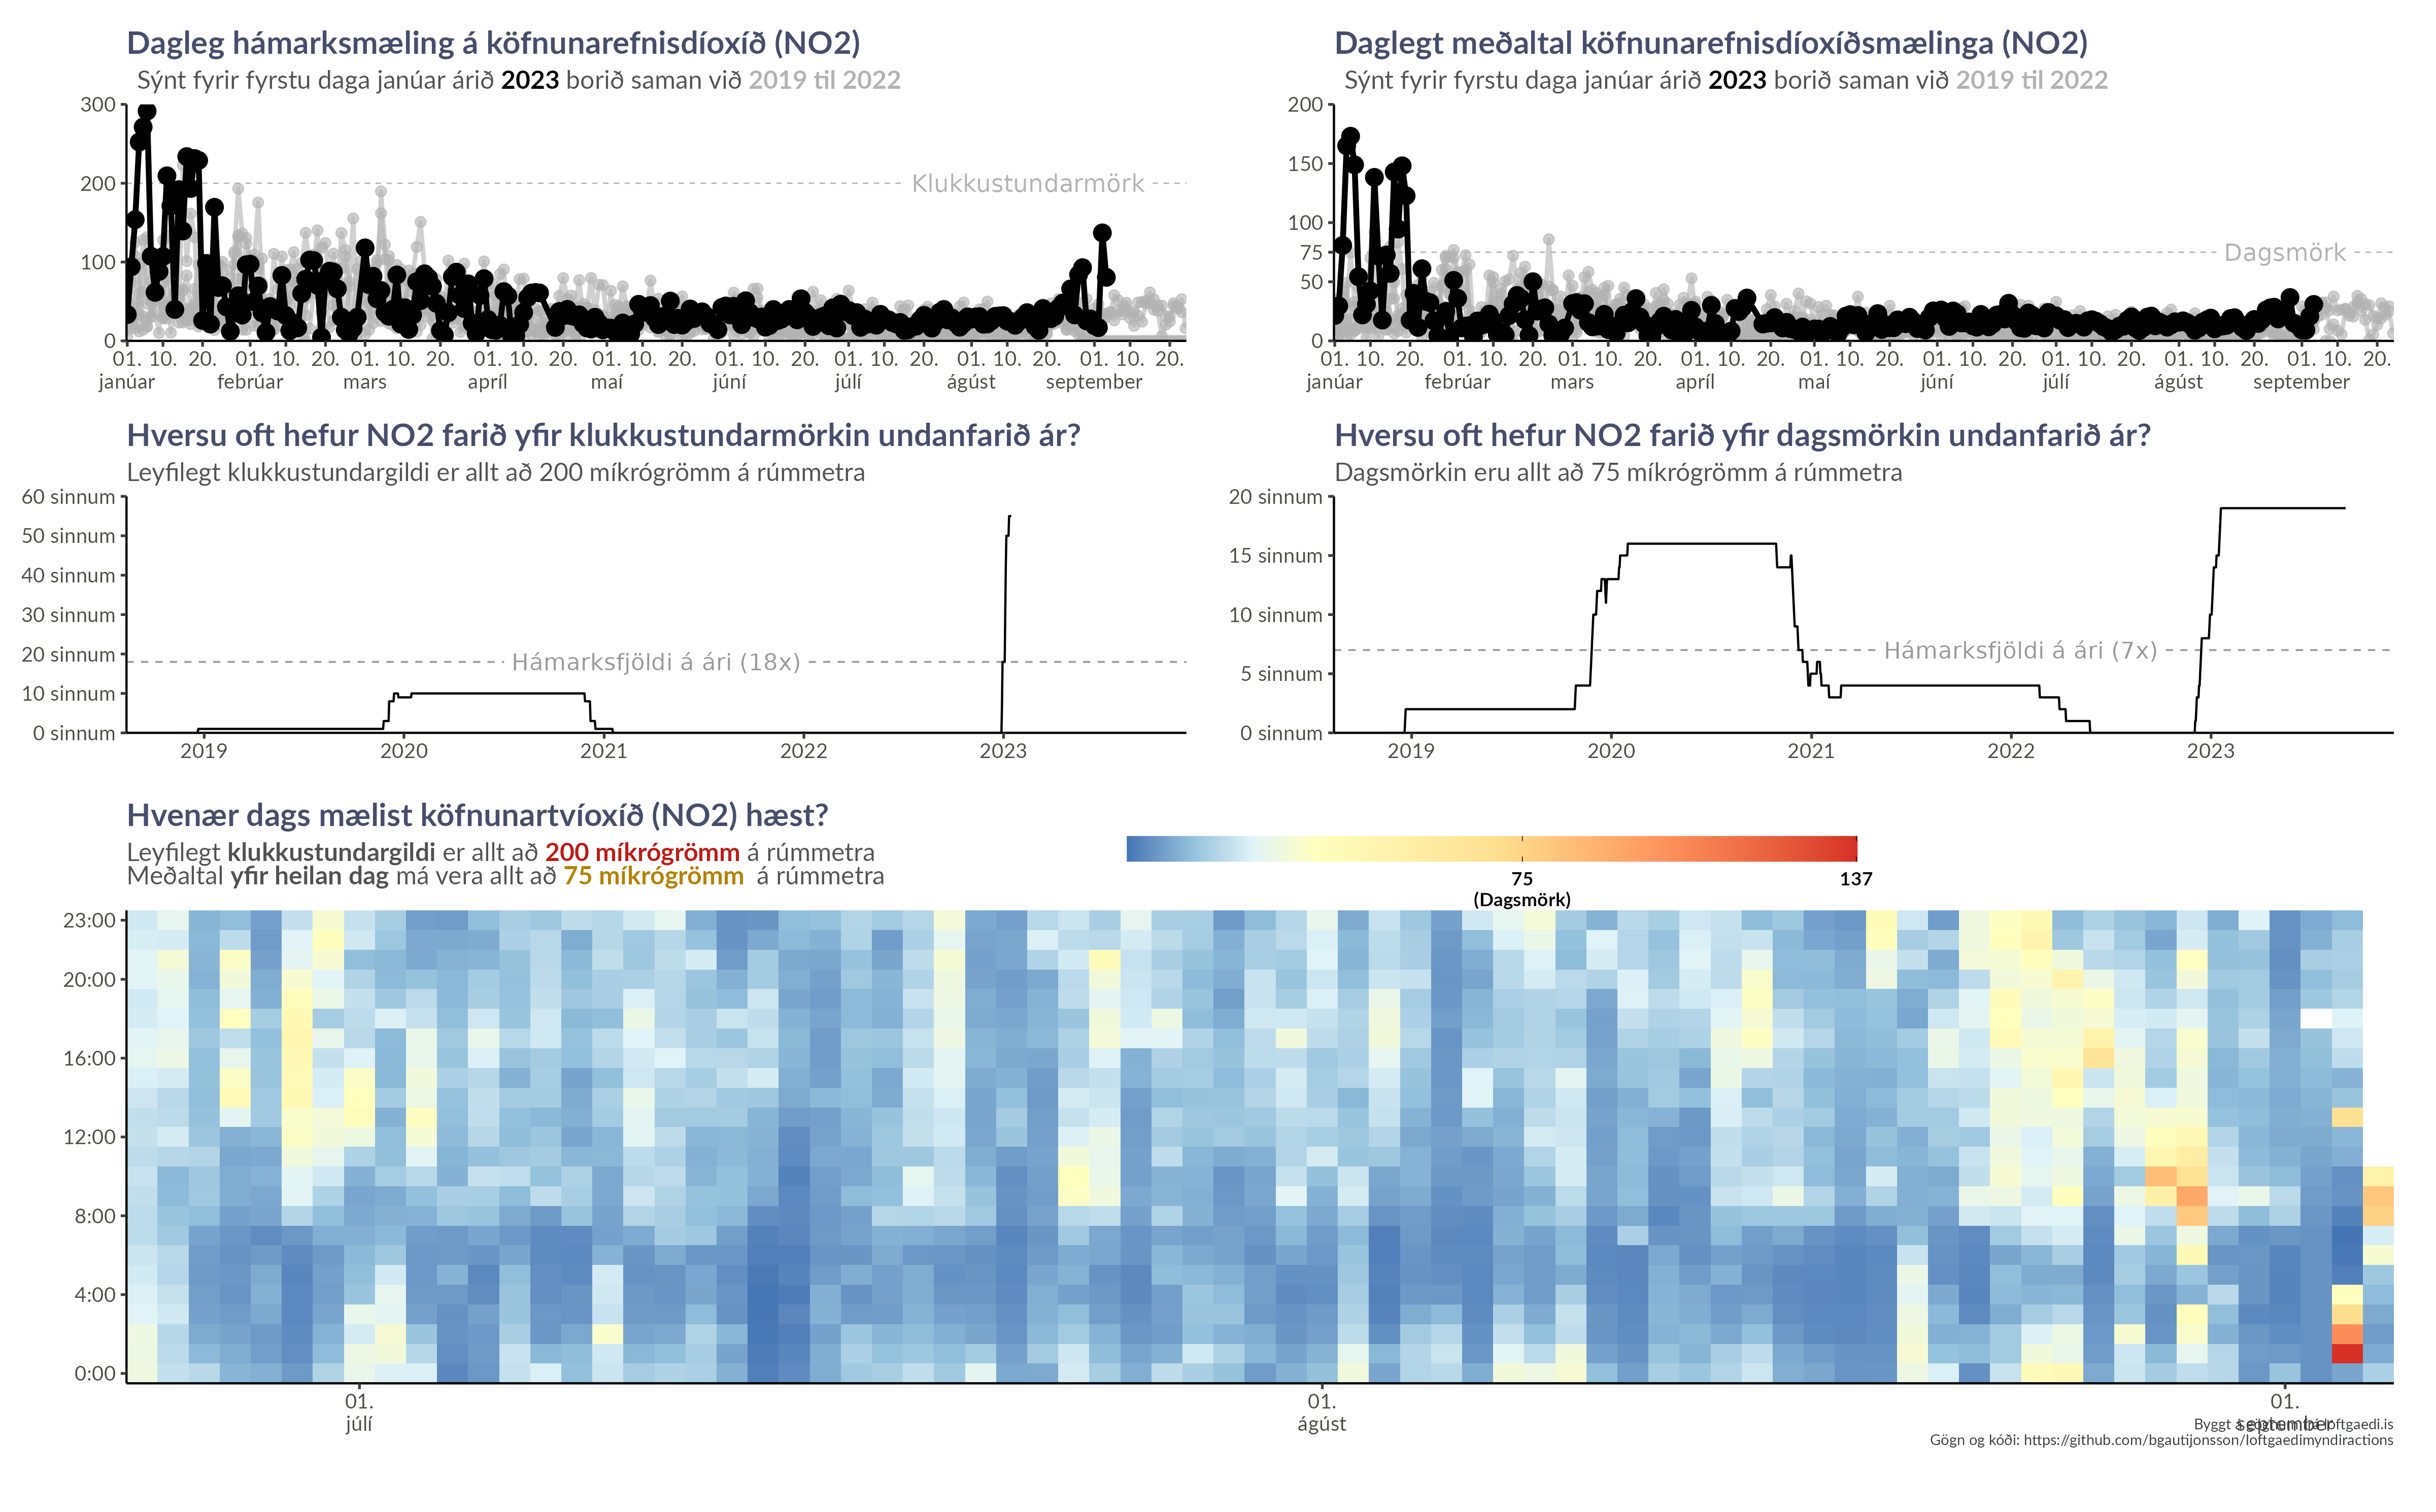 Dagleg hámarksmæling á köfnunarefnisdíoxíð (NO2)
Sýnt fyrir fyrstu daga janúar árið 2023 borið saman við 2019 til 2022
300
200
100
0
Klukkustundarmörk
01. 10. 20. 01. 10. 20. 01. 10. 20. 01. 10. 20. 01. 10. 20. 01. 10. 20. 01. 10. 20. 01. 10. 20. 01. 10. 20.
janúar febrúar mars apríl maí júní júlí ágúst september
Daglegt meðaltal köfnunarefnisdíoxíðsmælinga (NO2)
Sýnt fyrir fyrstu daga janúar árið 2023 borið saman við 2019 til 2022
200
150
100
75
50
0
Dagsmörk
01. 10. 20. 01. 10. 20. 01. 10. 20. 01. 10. 20. 01. 10. 20. 01. 10. 20. 01. 10. 20. 01. 10. 20. 01. 10. 20.
janúar febrúar mars apríl maí júní júlí ágúst september
Hversu oft hefur NO2 farið yfir klukkustundarmörkin undanfarið ár?
Leyfilegt klukkustundargildi er allt að 200 míkrógrömm á rúmmetra
60 sinnum
50 sinnum
40 sinnum
30 sinnum
20 sinnum
10 sinnum
0 sinnum
Hámarksfjöldi á ári (18x)
2019 2020 2021 2022 2023
Hversu oft hefur NO2 farið yfir dagsmörkin undanfarið ár?
Dagsmörkin eru allt að 75 míkrógrömm á rúmmetra
20 sinnum
15 sinnum
10 sinnum
5 sinnum
0 sinnum
Hámarksfjöldi á ári (7x)
2019 2020 2021 2022 2023
Hvenær dags mælist köfnunartvíoxíð (NO2) hæst?
Leyfilegt klukkustundargildi er allt að 200 míkrógrömm á rúmmetra
Meðaltal yfir heilan dag má vera allt að 75 míkrógrömm á rúmmetra
75 137
(Dagsmörk)
23:00
20:00
16:00
12:00
8:00
4:00
0:00
01. 01. 01.
júlí ágúst september
Byggt á gögnum frá loftgaedi.is
Gögn og kóði: https://github.com/bgautijonsson/loftgaedimyndiractions